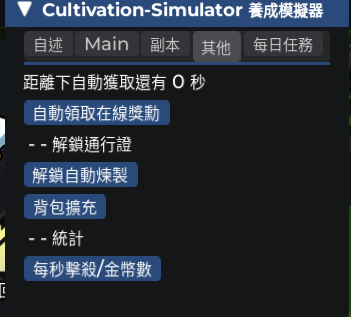 ▼ Cultivation-Simulator 養成模擬器
自述 Main 副本 其他 每日任務
距離下自動獲取還有 0 秒
自動領取在線獎勳
- - 解鎖通行證
解鎖自動煉製
背包擴充
- - 統計
每秒擊殺/金幣數